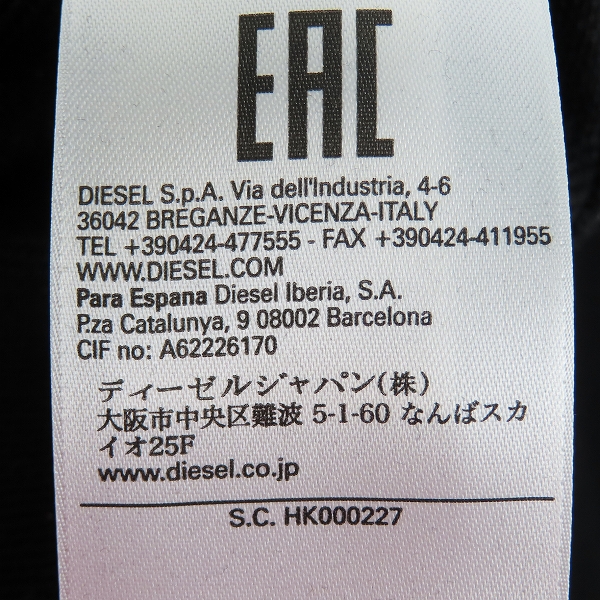 EAC
DIESEL S.p.A. Via dell'Industria, 4-6
36042 BREGANZE-VICENZA-ITALY
TEL +390424-477555 - FAX +390424-411955
WWW.DIESEL.COM
Para Espana Diesel Iberia, S.A.
P.za Catalunya, 9 08002 Barcelona
CIF no: A62226170
ディーゼルジャパン(株)
大阪市中央区難波 5-1-60 なんばスカ
イオ25F
www.diesel.co.jp
S.C. HK000227